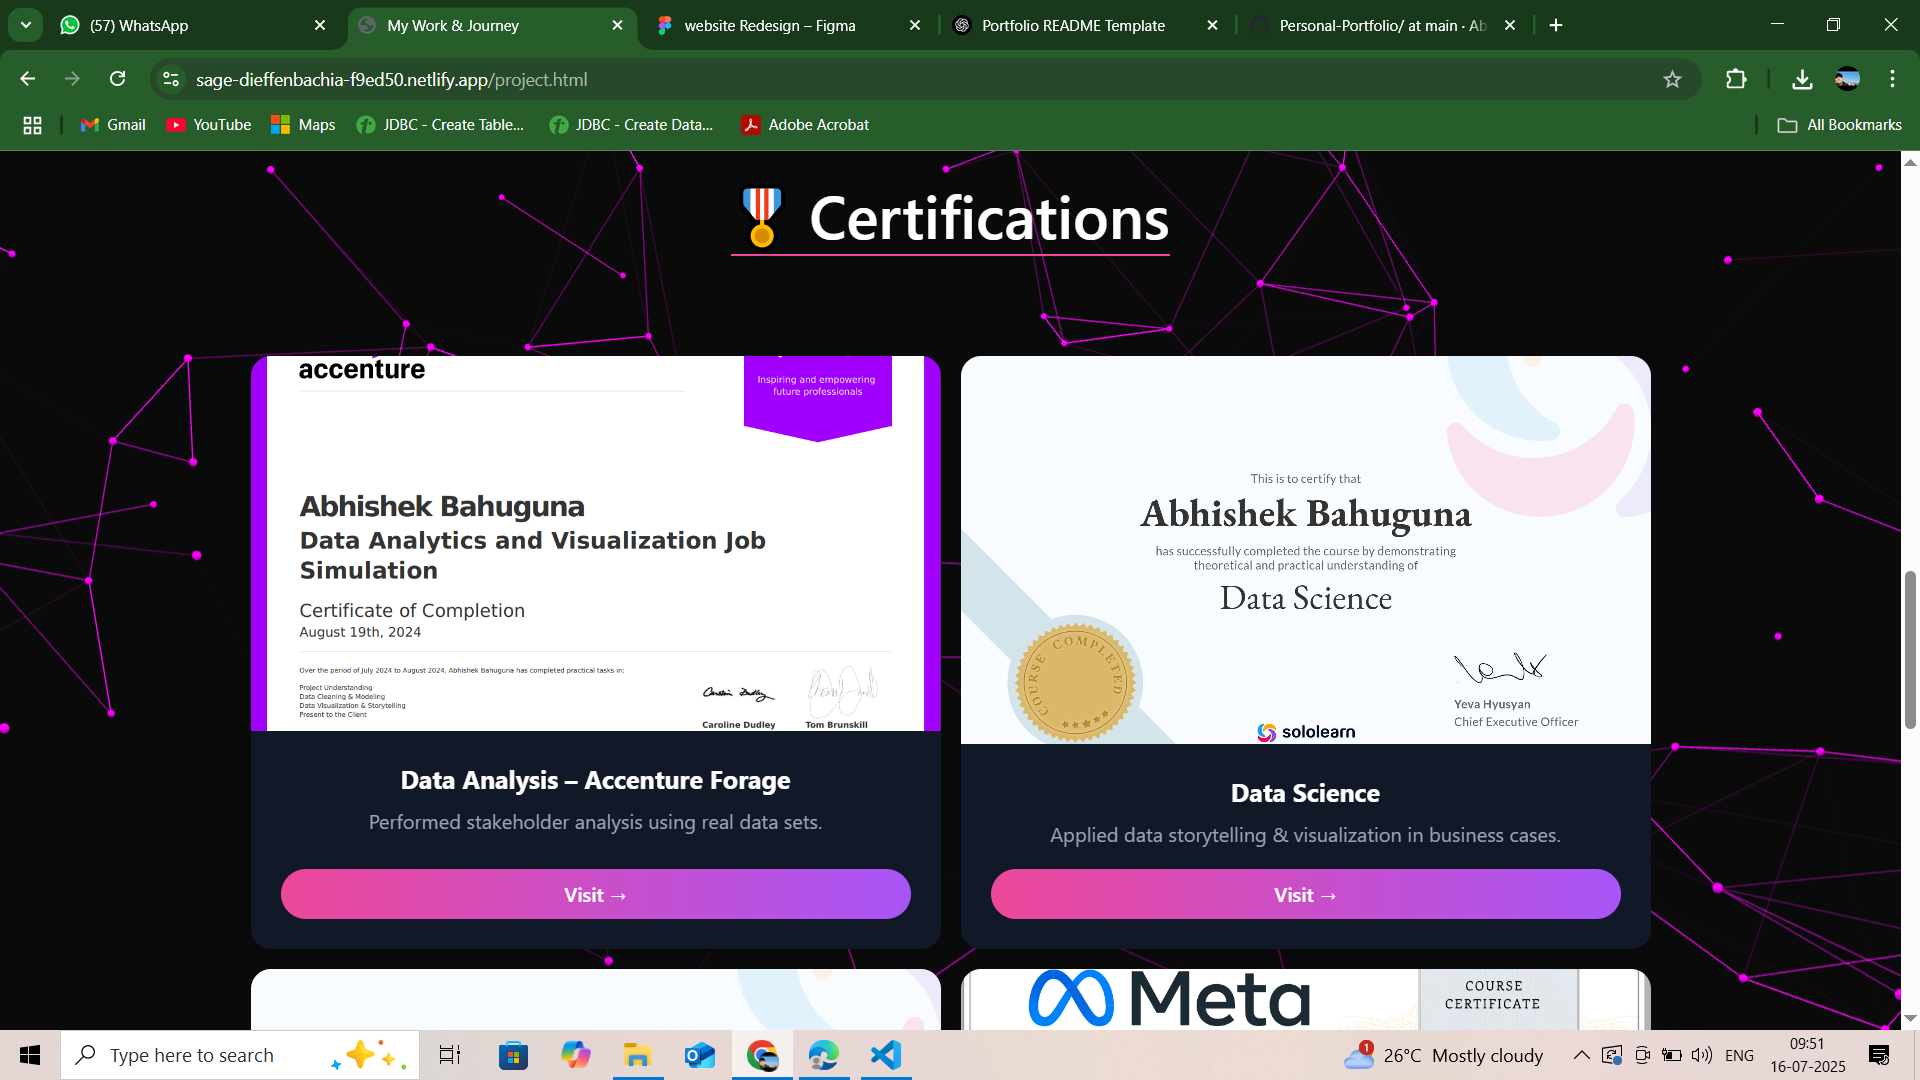 (57) WhatsApp
My Work & Journey
website Redesign – Figma
Portfolio README Template
Personal-Portfolio/ at main · Ab
sage-dieffenbachia-f9ed50.netlify.app/project.html
Gmail
YouTube
Maps
JDBC - Create Table...
JDBC - Create Data...
Adobe Acrobat
All Bookmarks
Certifications
accenture
Inspiring and empowering
future professionals
Abhishek Bahuguna
Data Analytics and Visualization Job
Simulation
Certificate of Completion
August 19th, 2024
Over the period of July 2024 to August 2024, Abhishek Bahuguna has completed practical tasks in:
Project Understanding
Data Cleaning & Modeling
Data Visualization & Storytelling
Present to the Client
Caroline Dudley
Tom Brunskill
Data Analysis – Accenture Forage
Performed stakeholder analysis using real data sets.
Visit →
This is to certify that
Abhishek Bahuguna
has successfully completed the course by demonstrating
theoretical and practical understanding of
Data Science
COURSE COMPLETED
sololearn
Yeva Hyusyan
Chief Executive Officer
Data Science
Applied data storytelling & visualization in business cases.
Visit →
Meta
COURSE
CERTIFICATE
Type here to search
1
26°C Mostly cloudy
ENG
09:51
16-07-2025